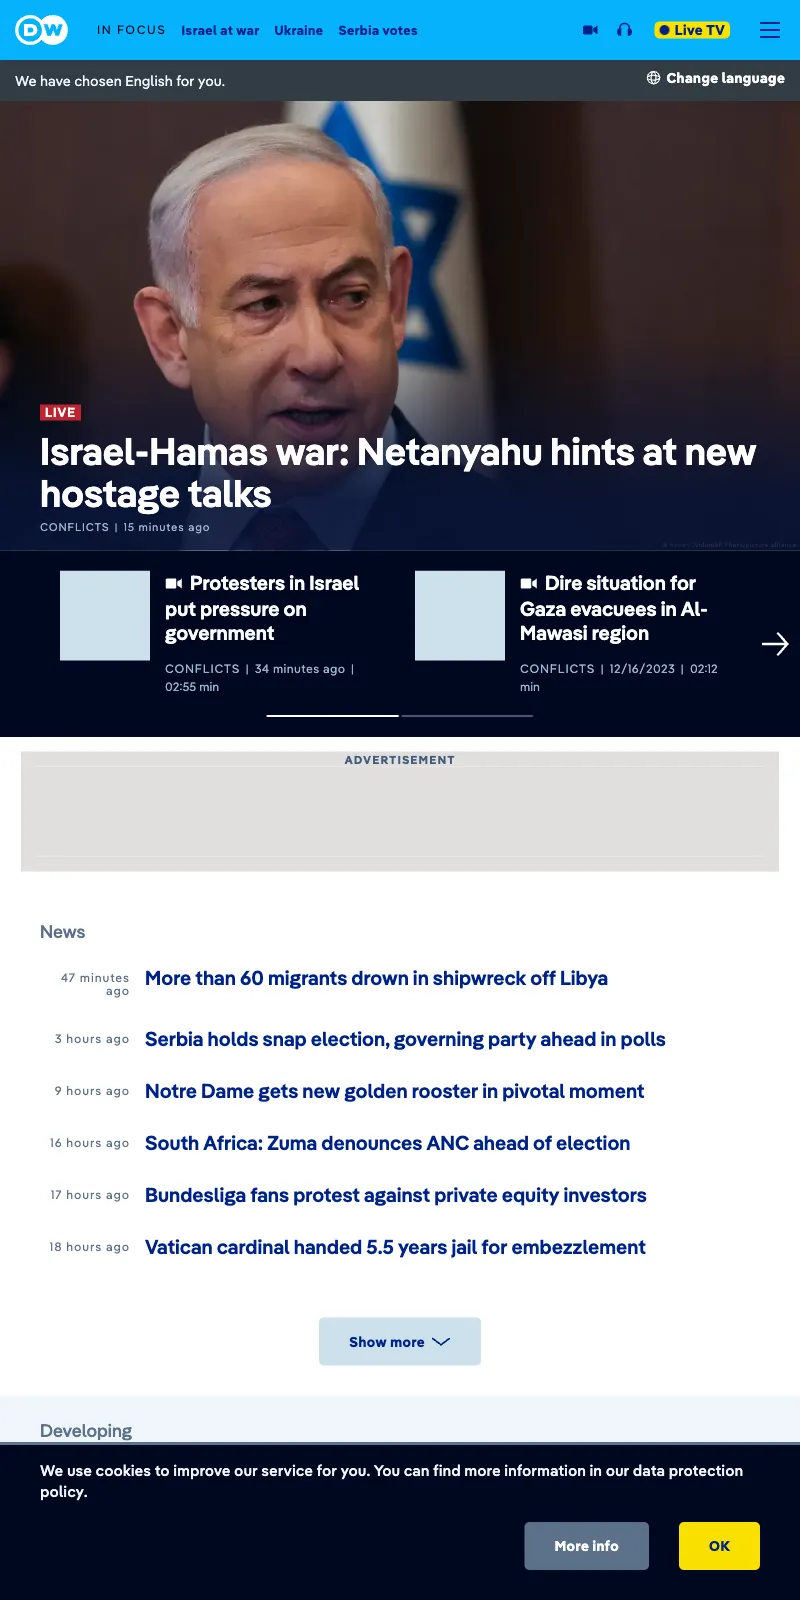 DW
IN FOCUS
Israel at war
Ukraine
Serbia votes
Live TV
We have chosen English for you.
Change language
LIVE
Israel-Hamas war: Netanyahu hints at new
hostage talks
CONFLICTS | 15 minutes ago
Protesters in Israel
put pressure on
government
CONFLICTS | 34 minutes ago |
02:55 min
Dire situation for
Gaza evacuees in Al-
Mawasi region
CONFLICTS | 12/16/2023 | 02:12
min
ADVERTISEMENT
News
47 minutes
ago
More than 60 migrants drown in shipwreck off Libya
3 hours ago
Serbia holds snap election, governing party ahead in polls
9 hours ago
Notre Dame gets new golden rooster in pivotal moment
16 hours ago
South Africa: Zuma denounces ANC ahead of election
17 hours ago
Bundesliga fans protest against private equity investors
18 hours ago
Vatican cardinal handed 5.5 years jail for embezzlement
Show more
Developing
We use cookies to improve our service for you. You can find more information in our data protection
policy.
More info
OK